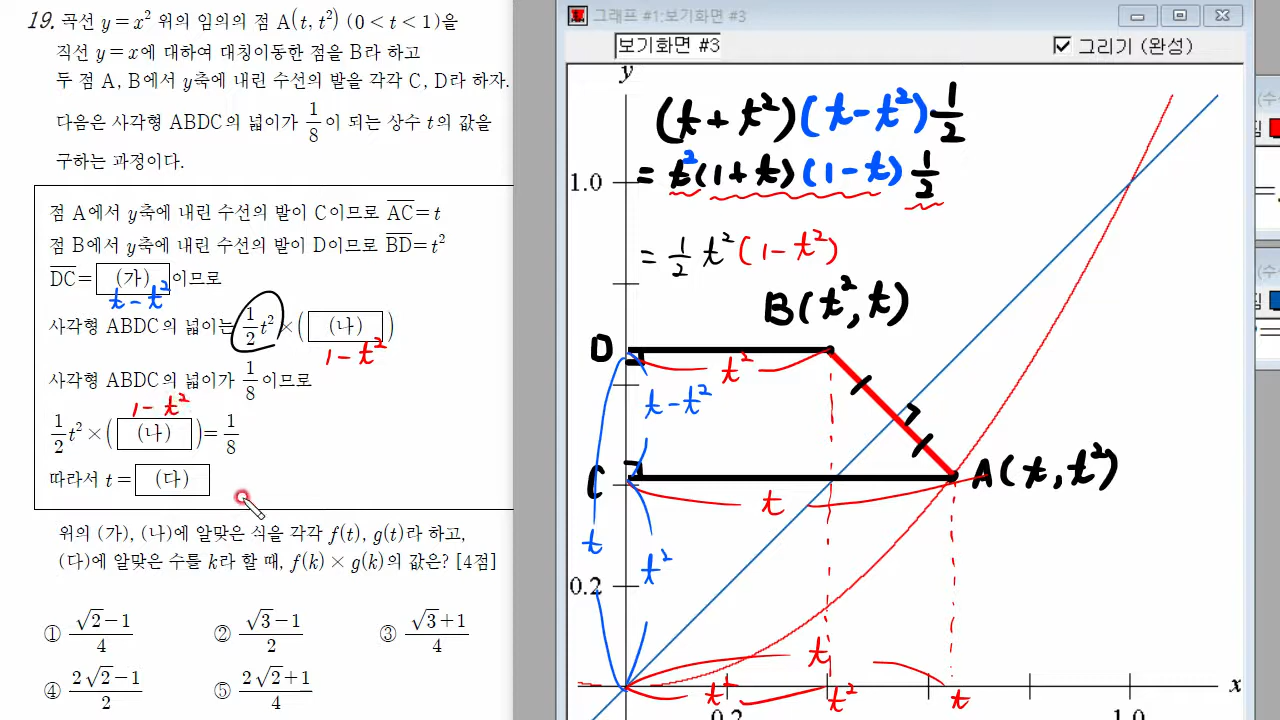 19. 곡선 y=x² 위의 임의의 점 A(t, t²) (0<t<1)을
직선 y=x에 대하여 대칭이동한 점을 B라 하고
두 점 A, B에서 y축에 내린 수선의 발을 각각 C, D라 하자.
다음은 사각형 ABDC의 넓이가 1/8이 되는 상수 t의 값을
구하는 과정이다.
점 A에서 y축에 내린 수선의 발이 C이므로 AC=t
점 B에서 y축에 내린 수선의 발이 D이므로 BD=t²
DC= (가) 이므로
t-t²
사각형 ABDC의 넓이는 1/2 t²×( (나) )
1-t²
사각형 ABDC의 넓이가 1/8이므로
1-t²
1/2 t²×( (나) )=1/8
따라서 t= (다)
위의 (가), (나)에 알맞은 식을 각각 f(t), g(t)라 하고,
(다)에 알맞은 수를 k라 할 때, f(k)×g(k)의 값은? [4점]
① (√2-1)/4 ② (√3-1)/2 ③ (√3+1)/4
④ (2√2-1)/2 ⑤ (2√2+1)/4
그래프 #1:보기화면 #3
보기화면 #3 그리기 (완성)
y
(t+t²)(t-t²)1/2
1.0 = t²(1+t)(1-t)1/2
= 1/2 t²(1-t²)
B(t², t)
D t²
t-t²
C A(t, t²)
t
t t²
0.2
t
t² t² t x
0.2 1.0